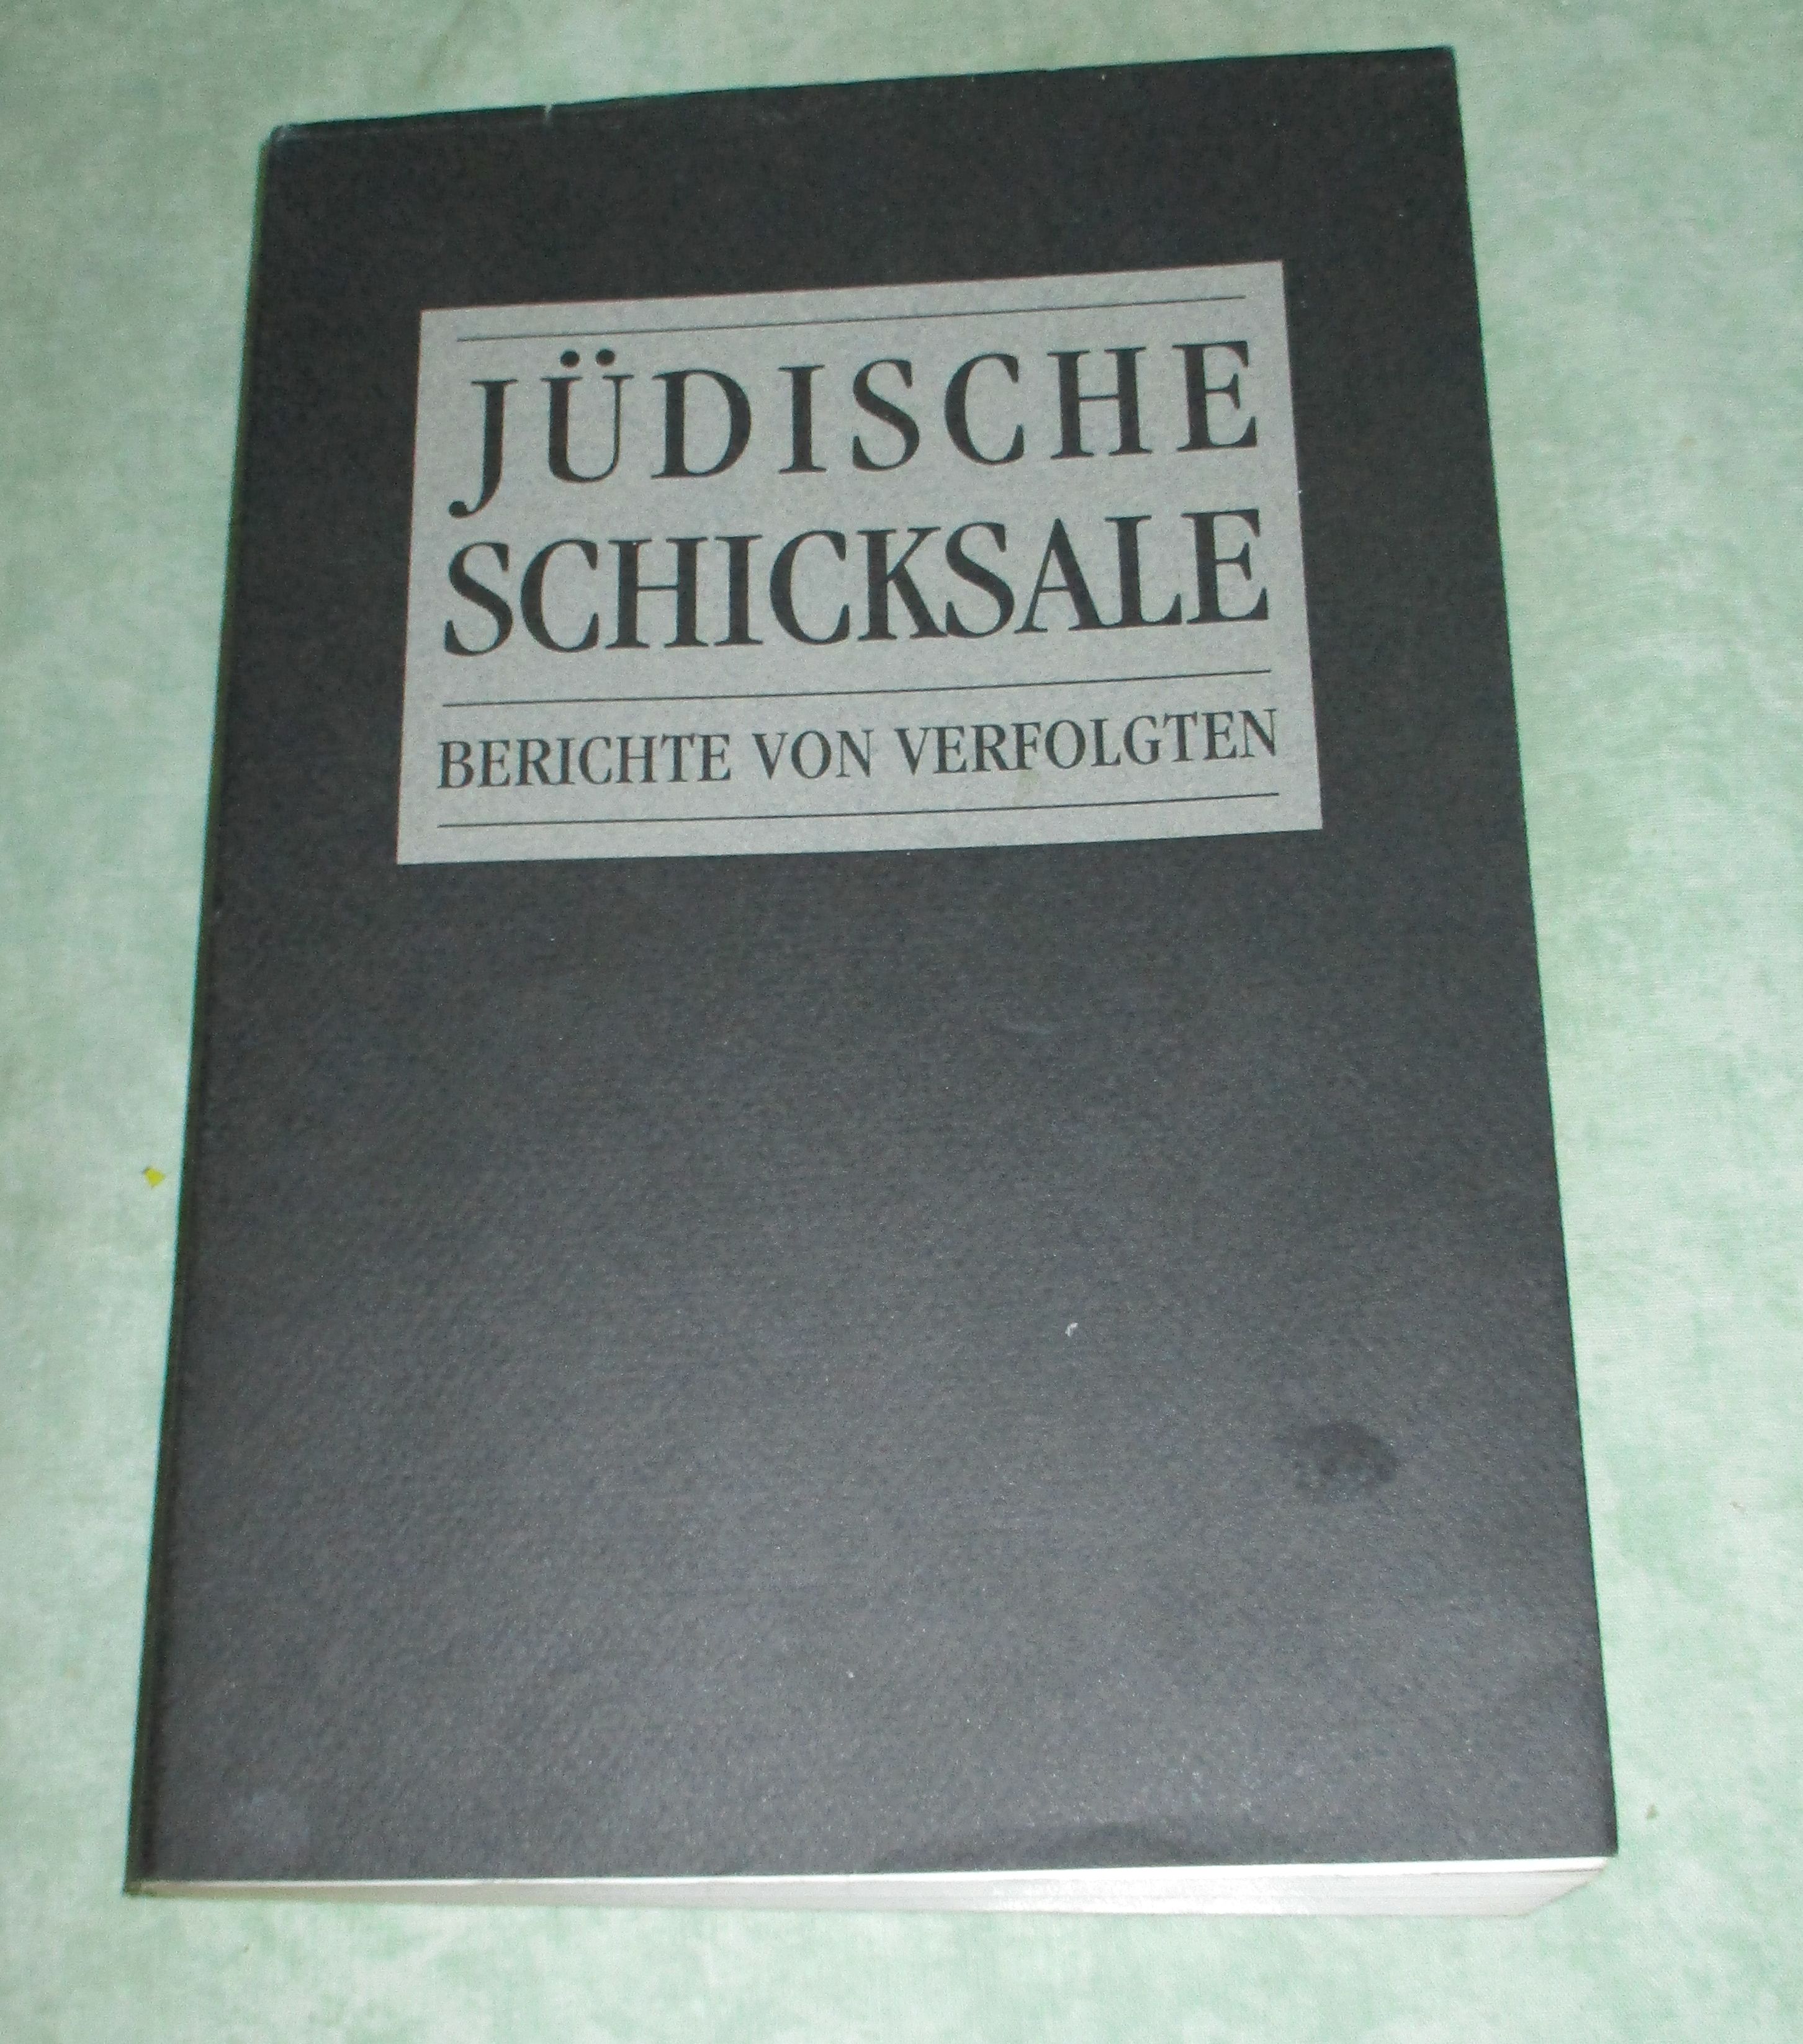 JÜDISCHE
SCHICKSALE
BERICHTE VON VERFOLGTEN